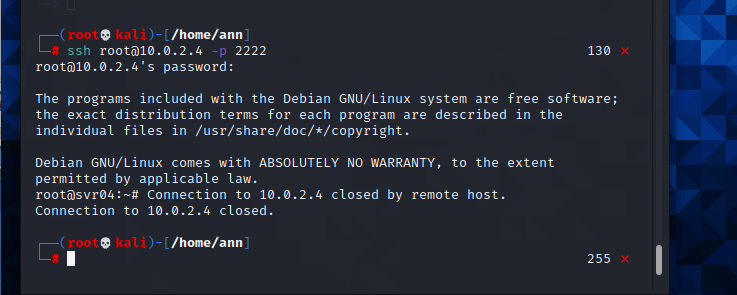 ┌──(root💀kali)-[/home/ann]
└─# ssh root@10.0.2.4 -p 2222 130 ⨯
root@10.0.2.4's password:
The programs included with the Debian GNU/Linux system are free software;
the exact distribution terms for each program are described in the
individual files in /usr/share/doc/*/copyright.
Debian GNU/Linux comes with ABSOLUTELY NO WARRANTY, to the extent
permitted by applicable law.
root@svr04:~# Connection to 10.0.2.4 closed by remote host.
Connection to 10.0.2.4 closed.
┌──(root💀kali)-[/home/ann]
└─# 255 ⨯